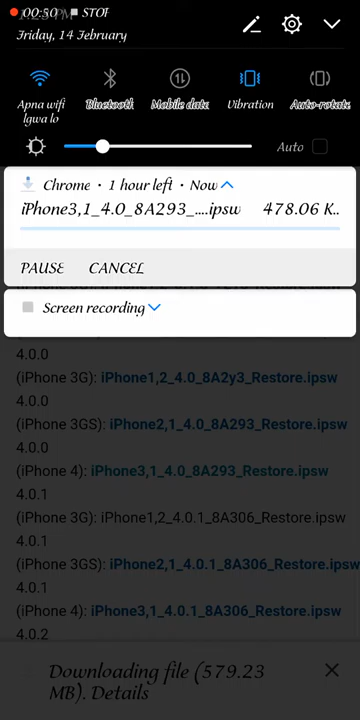 00:50 STOP
Friday, 14 February
Apna wifi
lgwa lo
Bluetooth
Mobile data
Vibration
Auto-rotate
Auto
Chrome • 1 hour left • Now
iPhone3,1_4.0_8A293_....ipsw 478.06 K..
PAUSE CANCEL
Screen recording
4.0.0
(iPhone 3G): iPhone1,2_4.0_8A2y3_Restore.ipsw
4.0.0
(iPhone 3GS): iPhone2,1_4.0_8A293_Restore.ipsw
4.0.0
(iPhone 4): iPhone3,1_4.0_8A293_Restore.ipsw
4.0.1
(iPhone 3G): iPhone1,2_4.0.1_8A306_Restore.ipsw
4.0.1
(iPhone 3GS): iPhone2,1_4.0.1_8A306_Restore.ipsw
4.0.1
(iPhone 4): iPhone3,1_4.0.1_8A306_Restore.ipsw
4.0.2
Downloading file (579.23
MB). Details